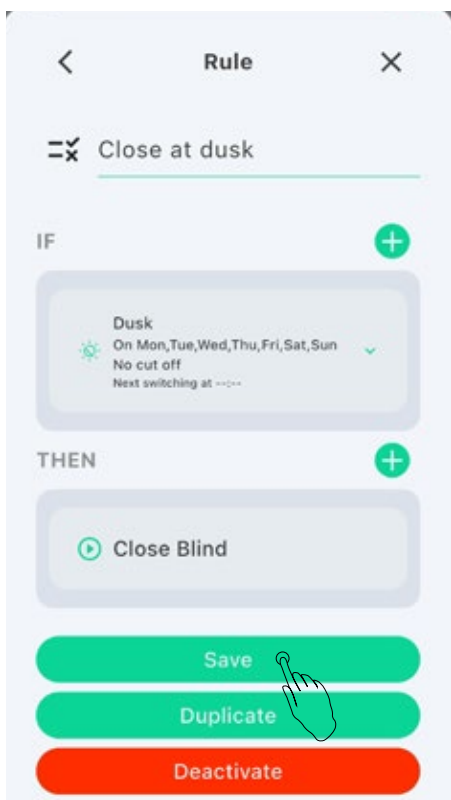 Rule
Close at dusk
IF
Dusk
On Mon,Tue,Wed,Thu,Fri,Sat,Sun
No cut off
Next switching at --:--
THEN
Close Blind
Save
Duplicate
Deactivate